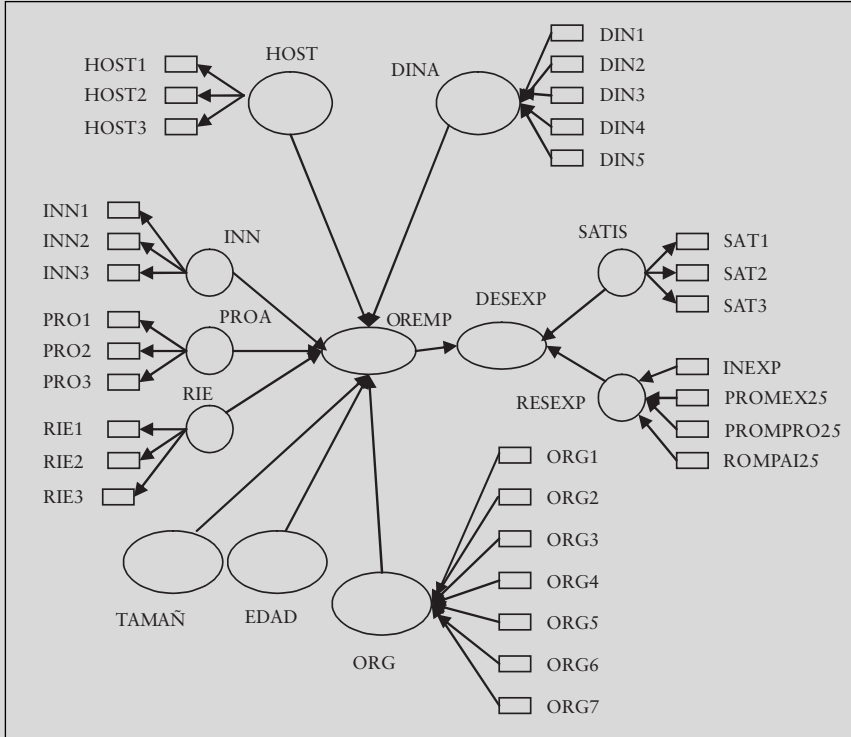 HOST
HOST1
HOST2
HOST3
DINA
DIN1
DIN2
DIN3
DIN4
DIN5
INN1
INN2
INN3
INN
PRO1
PRO2
PRO3
PROA
RIE1
RIE2
RIE3
RIE
OREMP
DESEXP
SATIS
SAT1
SAT2
SAT3
RESEXP
INEXP
PROMEX25
PROMPRO25
ROMPAI25
TAMAÑ
EDAD
ORG
ORG1
ORG2
ORG3
ORG4
ORG5
ORG6
ORG7